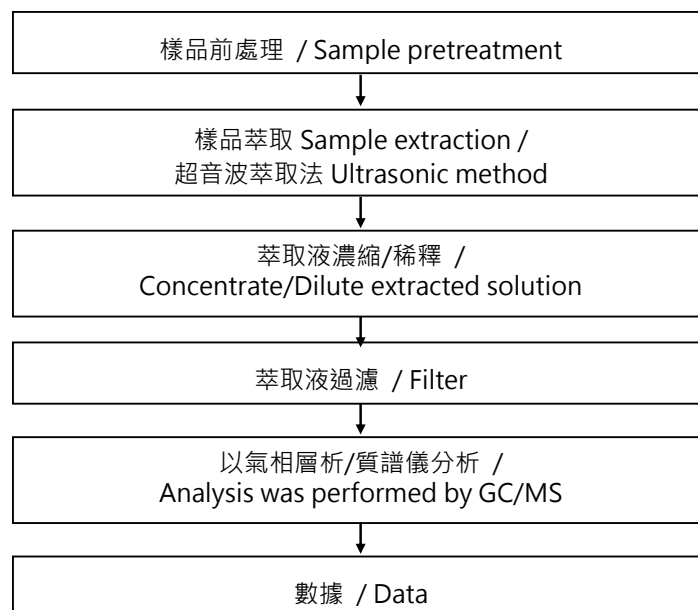 樣品前處理 / Sample pretreatment
樣品萃取 Sample extraction /
超音波萃取法 Ultrasonic method
萃取液濃縮/稀釋 /
Concentrate/Dilute extracted solution
萃取液過濾 / Filter
以氣相層析/質譜儀分析 /
Analysis was performed by GC/MS
數據 / Data